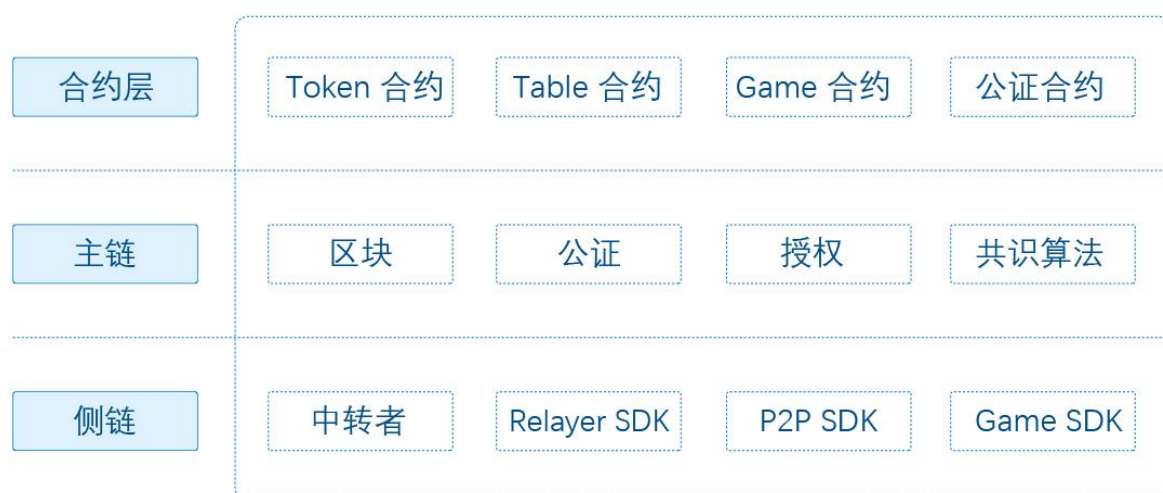 合约层 Token 合约 Table 合约 Game 合约 公证合约
主链 区块 公证 授权 共识算法
侧链 中转者 Relayer SDK P2P SDK Game SDK